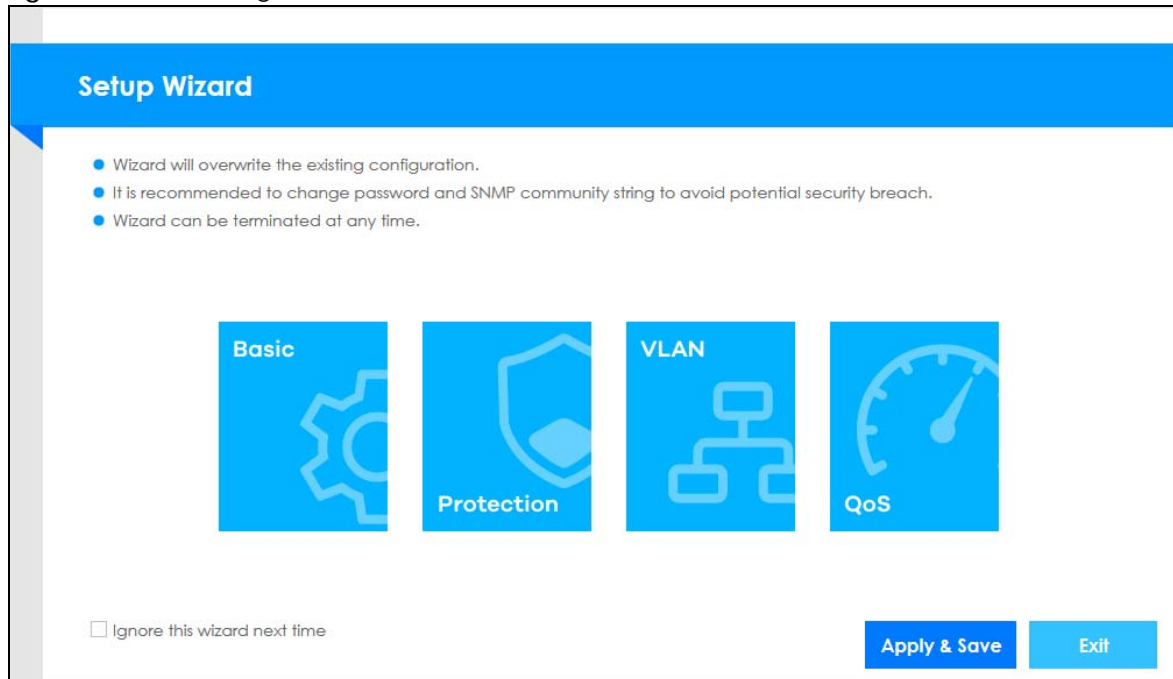 Setup Wizard
Wizard will overwrite the existing configuration.
It is recommended to change password and SNMP community string to avoid potential security breach.
Wizard can be terminated at any time.
Basic
Protection
VLAN
QoS
Ignore this wizard next time
Apply & Save
Exit